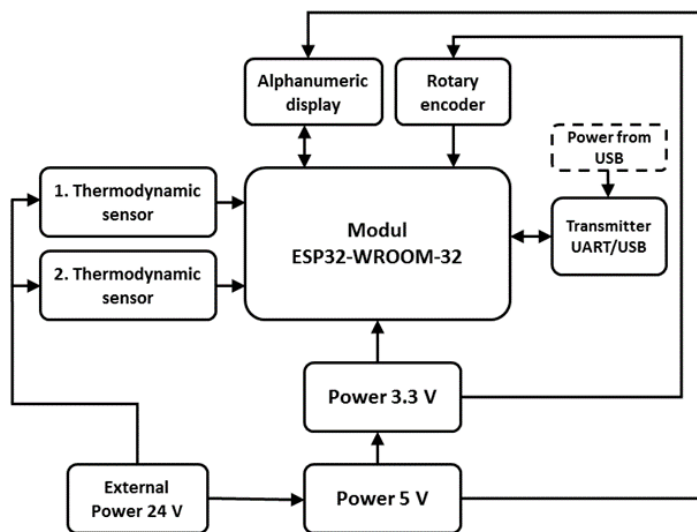 Alphanumeric
display
Rotary
encoder
Power from
USB
1. Thermodynamic
sensor
Modul
ESP32-WROOM-32
Transmitter
UART/USB
2. Thermodynamic
sensor
Power 3.3 V
External
Power 24 V
Power 5 V